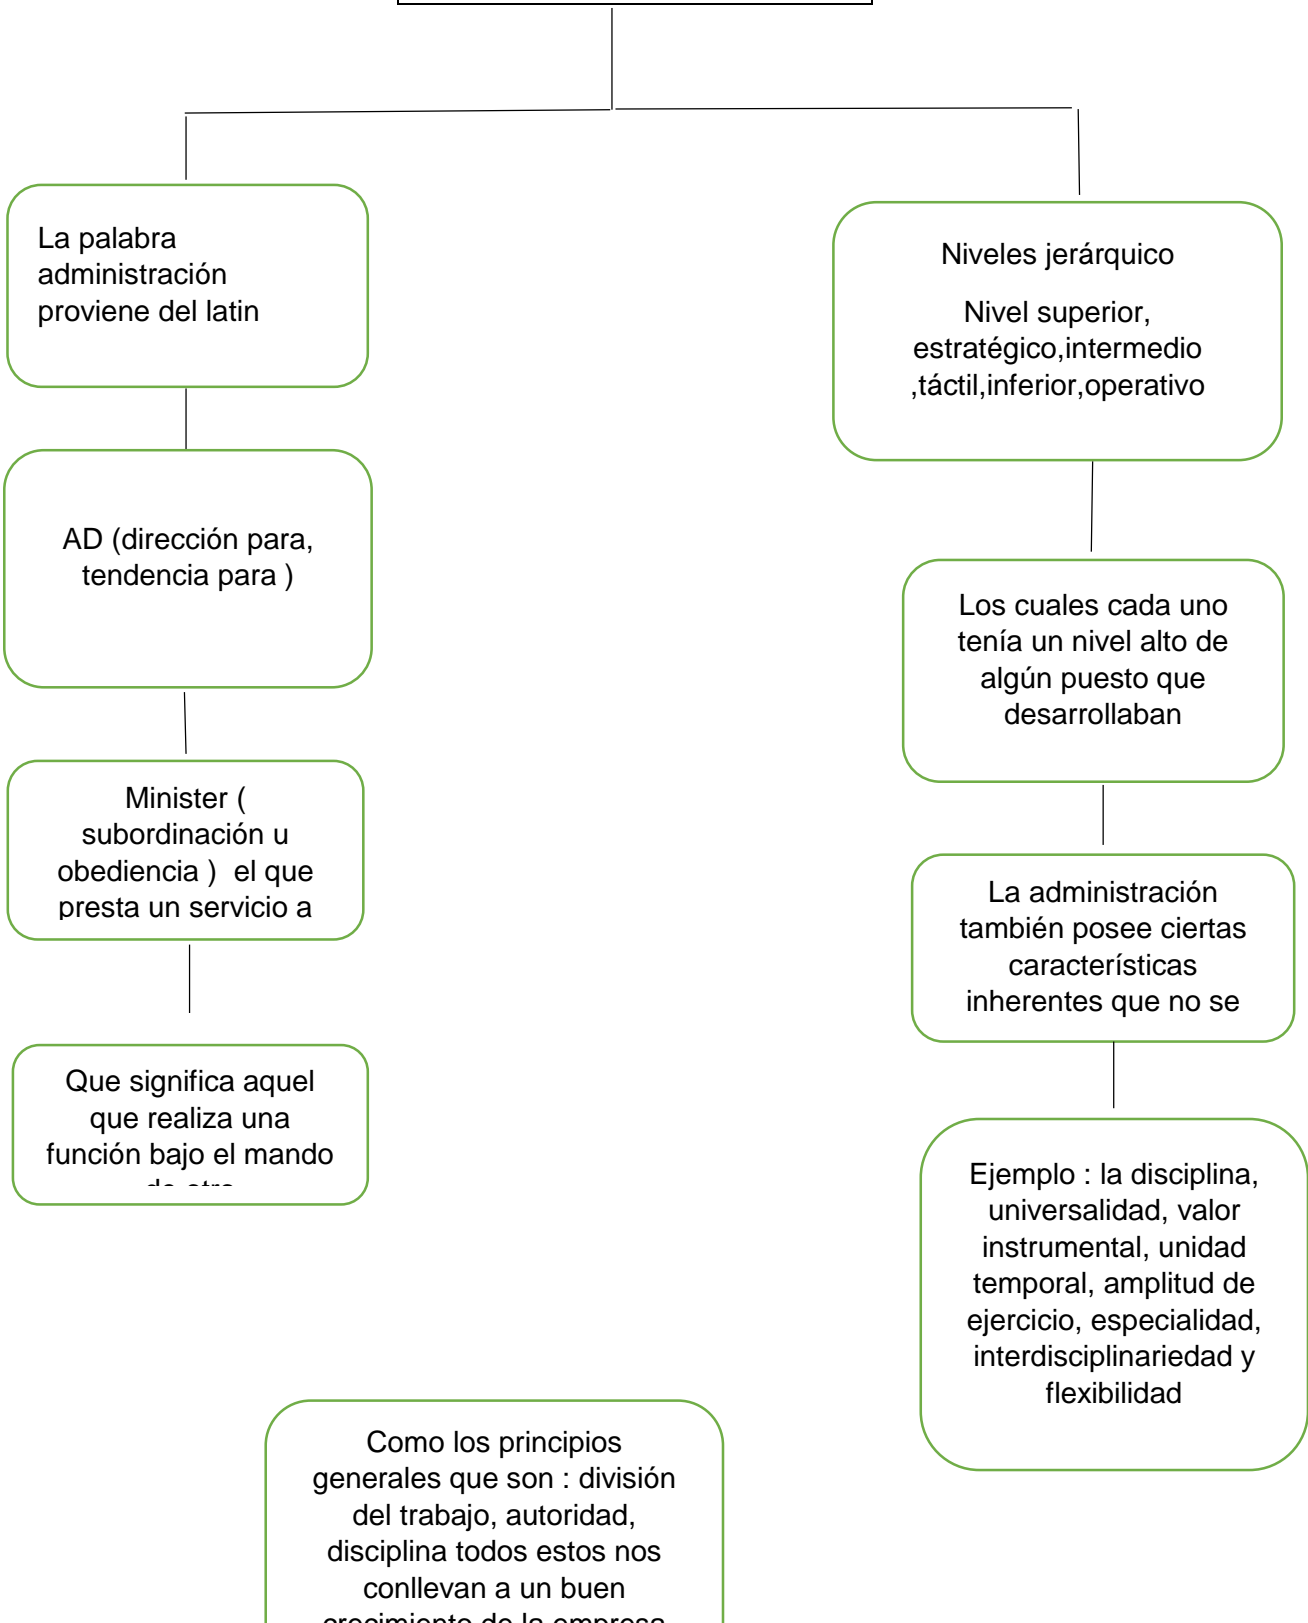 La palabra
administración
proviene del latin
AD (dirección para,
tendencia para )
Minister (
subordinación u
obediencia )  el que
presta un servicio a
Que significa aquel
que realiza una
función bajo el mando
Niveles jerárquico
Nivel superior,
estratégico,intermedio
,táctil,inferior,operativo
Los cuales cada uno
tenía un nivel alto de
algún puesto que
desarrollaban
La administración
también posee ciertas
características
inherentes que no se
Ejemplo : la disciplina,
universalidad, valor
instrumental, unidad
temporal, amplitud de
ejercicio, especialidad,
interdisciplinariedad y
flexibilidad
Como los principios
generales que son : división
del trabajo, autoridad,
disciplina todos estos nos
conllevan a un buen
crecimiento de la empresa